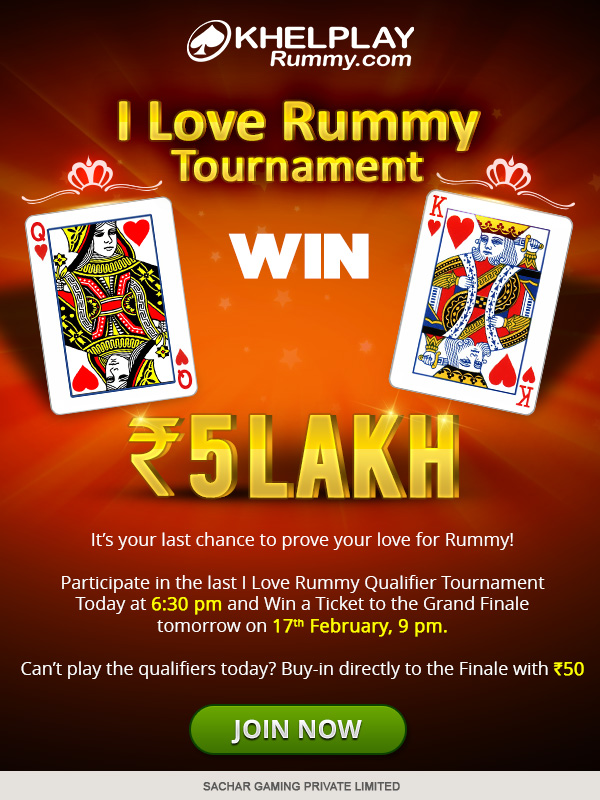 KHELPLAY
Rummy.com
I Love Rummy
Tournament
Q
K
WIN
Q
K
₹5 LAKH
It's your last chance to prove your love for Rummy!
Participate in the last I Love Rummy Qualifier Tournament
Today at 6:30 pm and Win a Ticket to the Grand Finale
tomorrow on 17th February, 9 pm.
Can't play the qualifiers today? Buy-in directly to the Finale with ₹50
JOIN NOW
SACHAR GAMING PRIVATE LIMITED